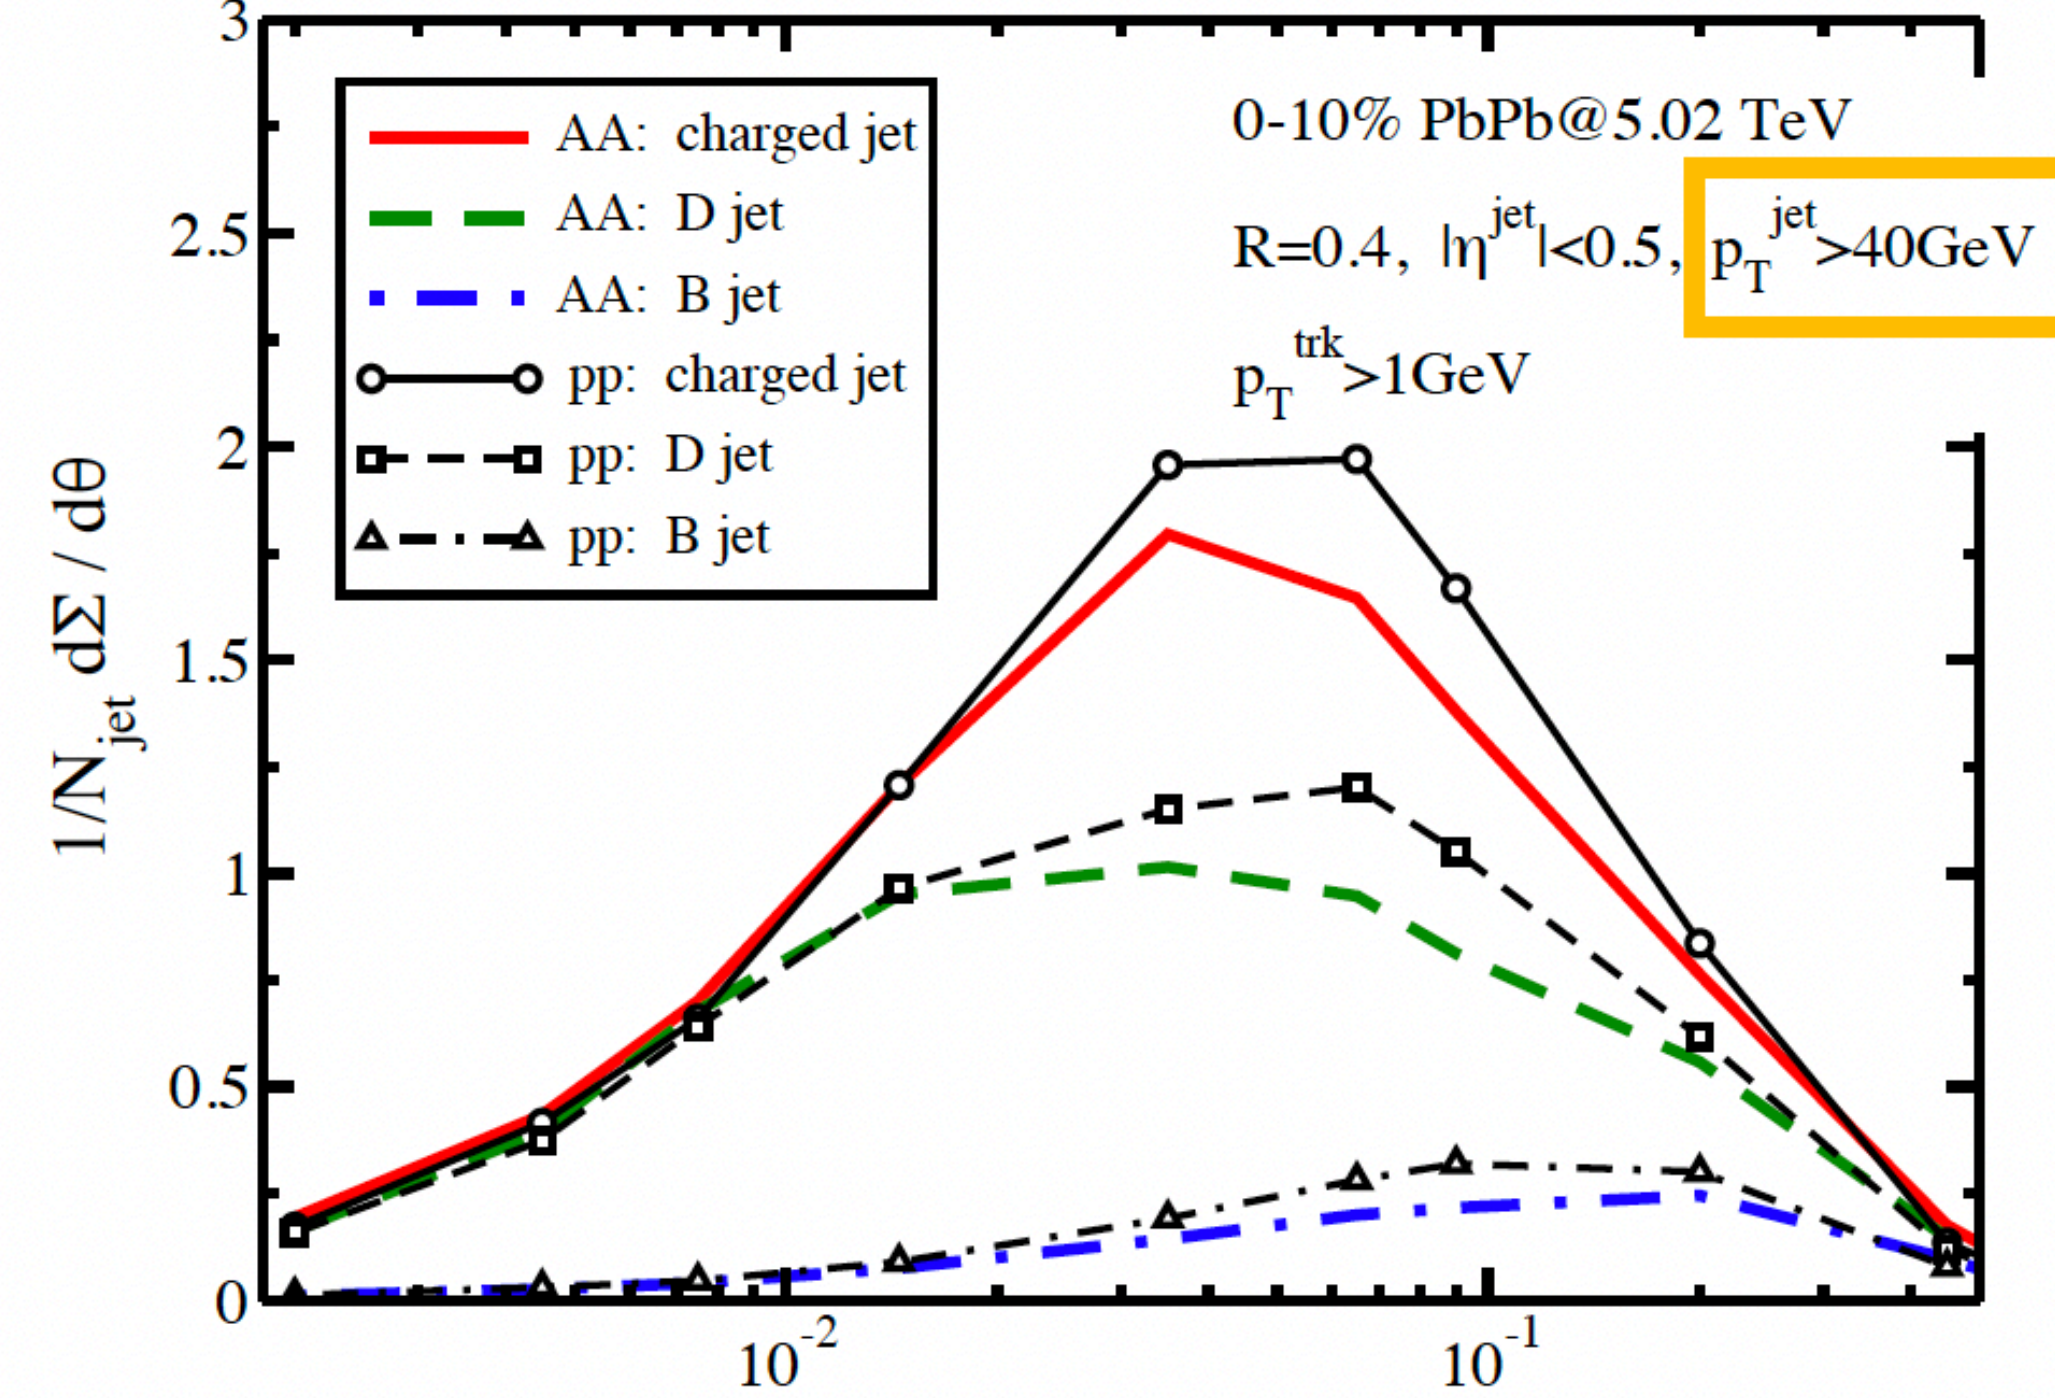 3
2.5
2
1.5
1
0.5
0
1/N_jet dΣ / dθ
AA: charged jet
AA: D jet
AA: B jet
pp: charged jet
pp: D jet
pp: B jet
0-10% PbPb@5.02 TeV
R=0.4, |η^jet|<0.5, p_T^jet>40GeV
p_T^trk>1GeV
10^-2
10^-1